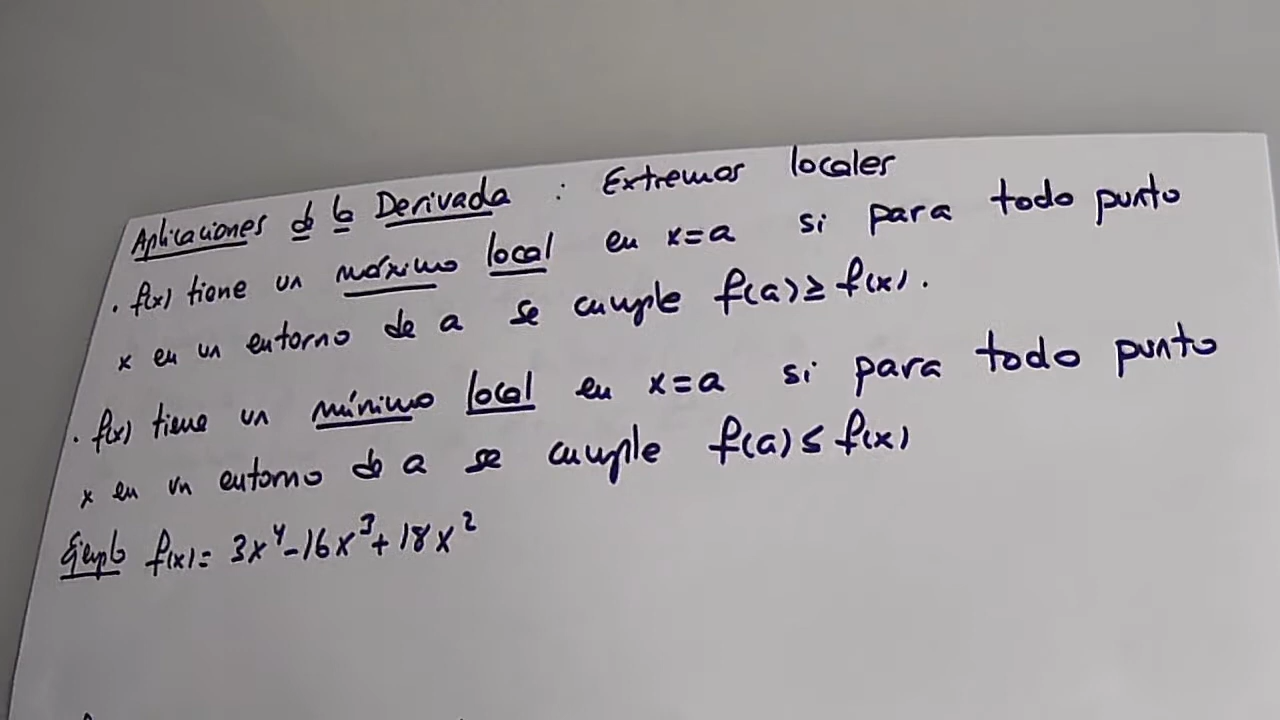 Aplicaciones de la Derivada : Extremos locales
· f(x) tiene un máximo local en x=a si para todo punto
x en un entorno de a se cumple f(a)≥f(x).
· f(x) tiene un mínimo local en x=a si para todo punto
x en un entorno de a se cumple f(a)≤f(x)
Ejemplo f(x)= 3x⁴-16x³+18x²